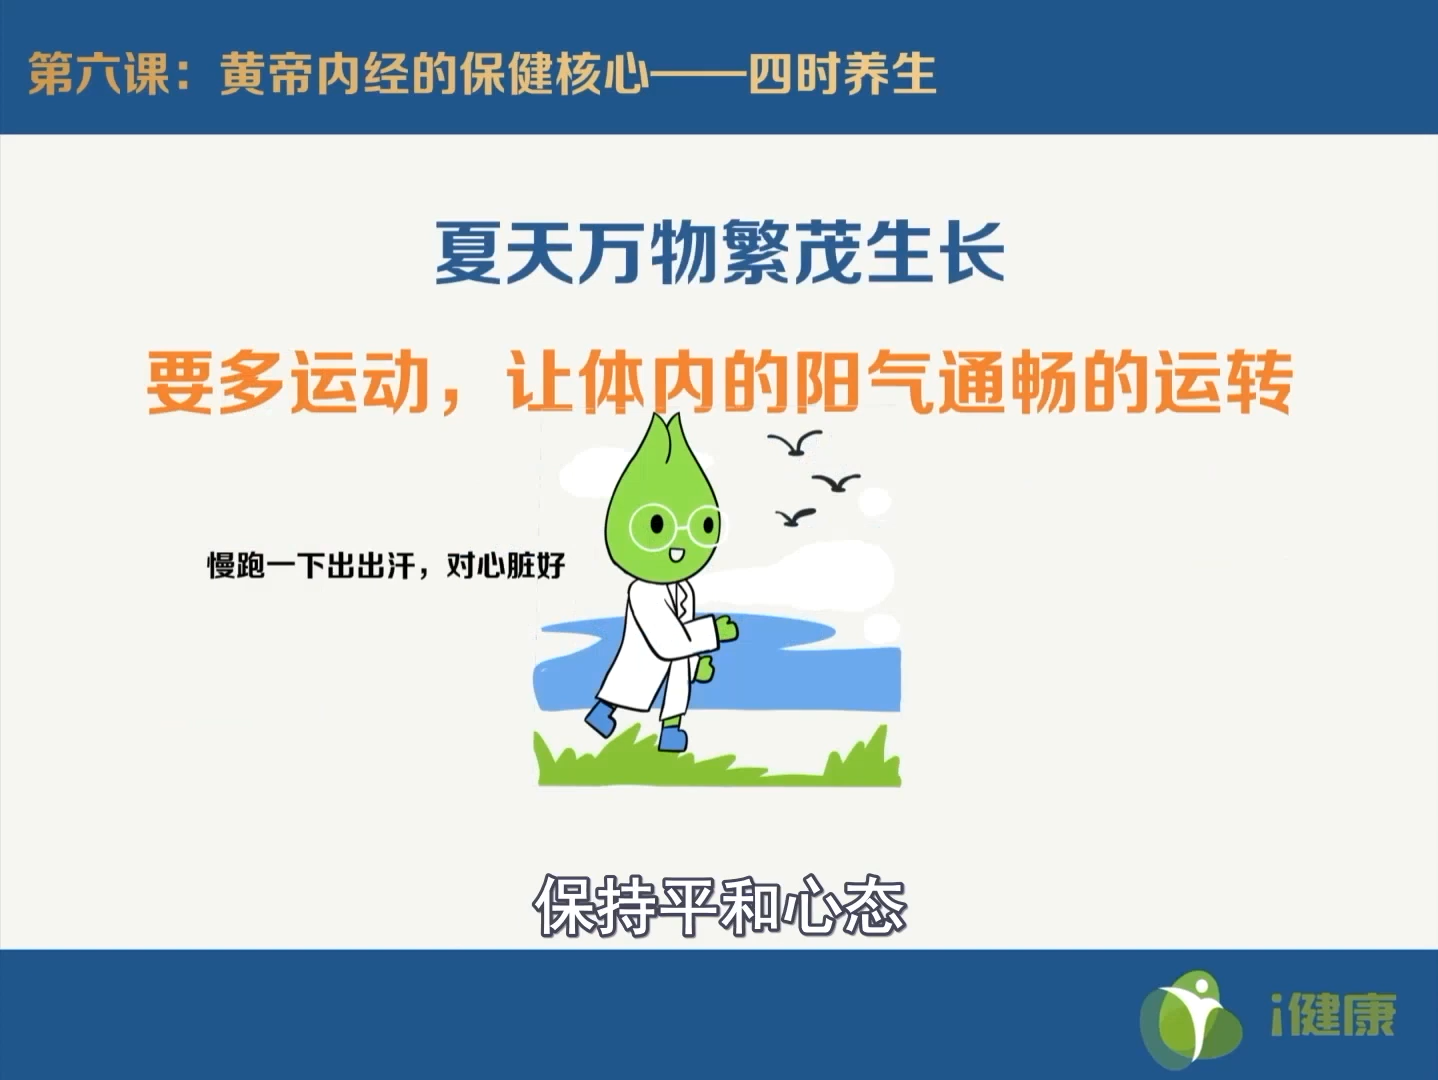 第六课：黄帝内经的保健核心——四时养生
夏天万物繁茂生长
要多运动，让体内的阳气通畅的运转
慢跑一下出出汗，对心脏好
保持平和心态
i健康